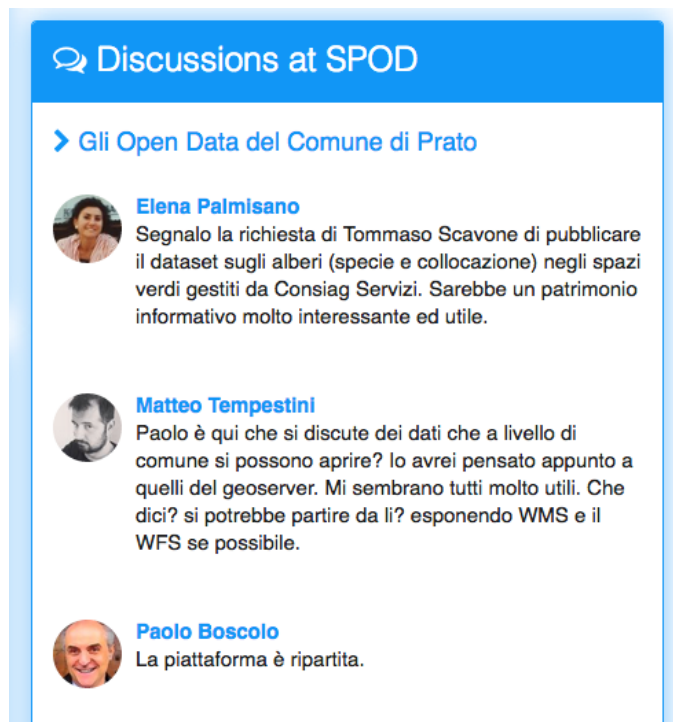 Discussions at SPOD
Gli Open Data del Comune di Prato
Elena Palmisano
Segnalo la richiesta di Tommaso Scavone di pubblicare
il dataset sugli alberi (specie e collocazione) negli spazi
verdi gestiti da Consiag Servizi. Sarebbe un patrimonio
informativo molto interessante ed utile.
Matteo Tempestini
Paolo è qui che si discute dei dati che a livello di
comune si possono aprire? Io avrei pensato appunto a
quelli del geoserver. Mi sembrano tutti molto utili. Che
dici? si potrebbe partire da li? esponendo WMS e il
WFS se possibile.
Paolo Boscolo
La piattaforma è ripartita.